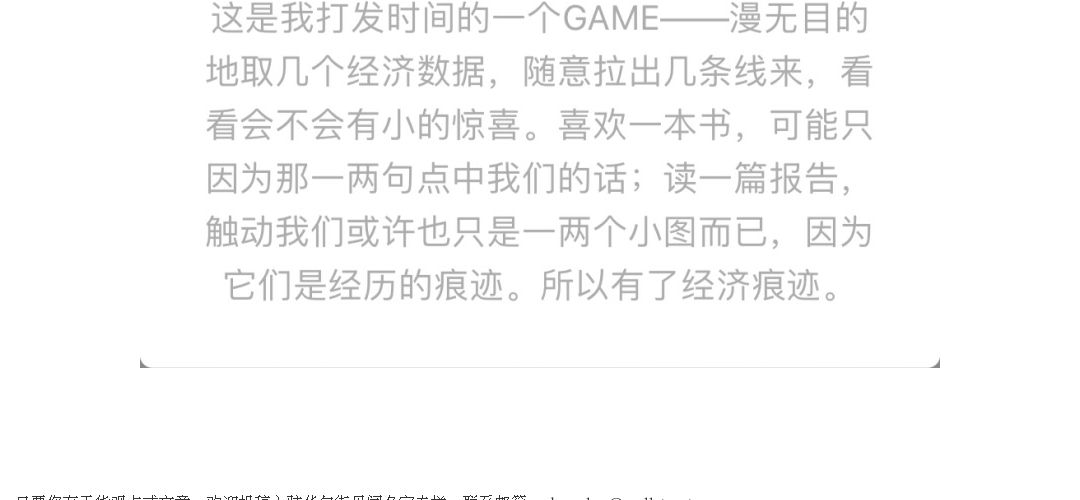 这是我打发时间的一个GAME——漫无目的
地取几个经济数据，随意拉出几条线来，看
看会不会有小的惊喜。喜欢一本书，可能只
因为那一两句点中我们的话；读一篇报告，
触动我们或许也只是一两个小图而已，因为
它们是经历的痕迹。所以有了经济痕迹。